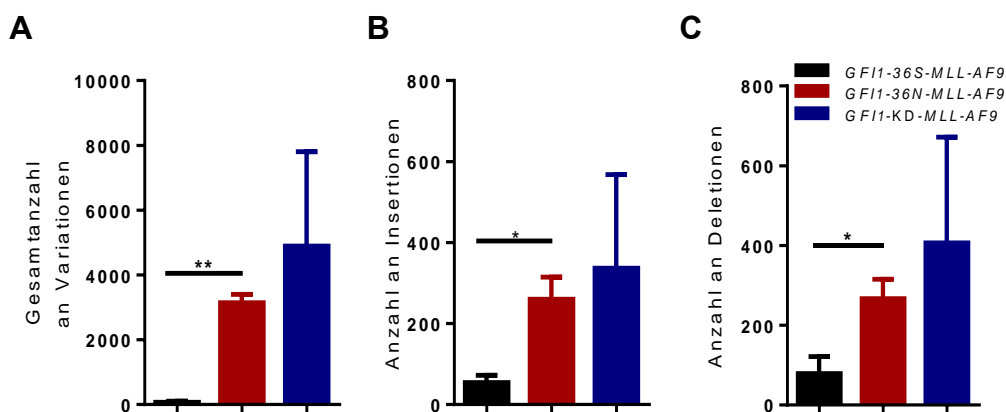 A
B
C
Gesamtanzahl
an Variationen
10000
8000
6000
4000
2000
0
**
Anzahl an Insertionen
800
600
400
200
0
*
Anzahl an Deletionen
800
600
400
200
0
*
GFI1-36S-MLL-AF9
GFI1-36N-MLL-AF9
GFI1-KD-MLL-AF9